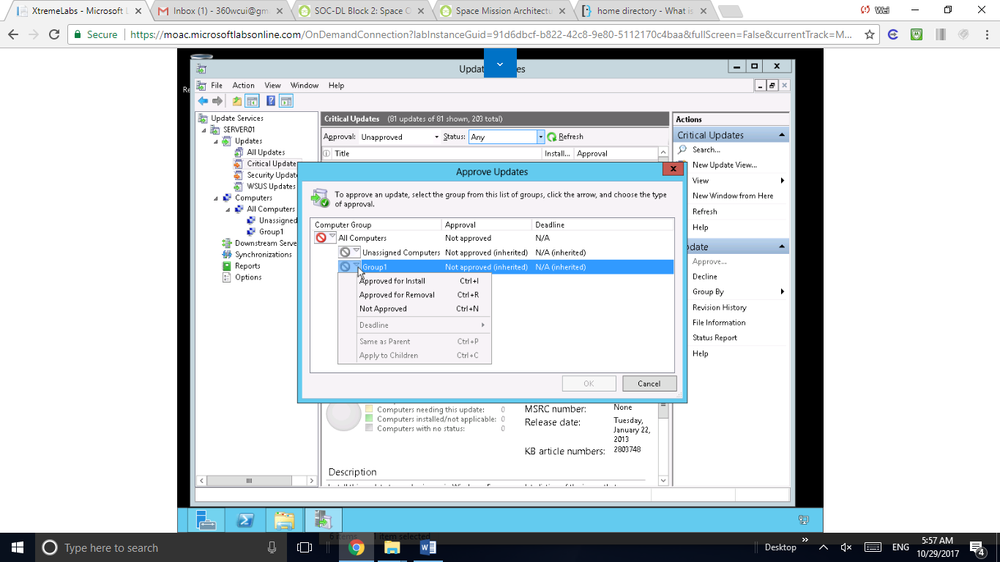 XtremeLabs - Microsoft L
Inbox (1) - 360wcui@gm
SOC-DL Block 2: Space O
Space Mission Architectu
home directory - What is
Wei
Secure
https://moac.microsoftlabsonline.com/OnDemandConnection?labInstanceGuid=91d6dbcf-b822-42c8-9e80-5112170c4baa&fullScreen=False&currentTrack=M...
Updat es
File Action View Window Help
Re
Update Services
SERVER01
Updates
All Updates
Critical Update
Security Updat
WSUS Updates
Computers
All Computers
Unassigned
Group1
Downstream Serve
Synchronizations
Reports
Options
Critical Updates (81 updates of 81 shown, 203 total)
Approval: Unapproved Status: Any Refresh
Title Install... Approval
Approve Updates
To approve an update, select the group from this list of groups, click the arrow, and choose the type
of approval.
Computer Group Approval Deadline
All Computers Not approved N/A
Unassigned Computers Not approved (inherited) N/A (inherited)
Group1 Not approved (inherited) N/A (inherited)
Approved for Install Ctrl+I
Approved for Removal Ctrl+R
Not Approved Ctrl+N
Deadline
Same as Parent Ctrl+P
Apply to Children Ctrl+C
OK Cancel
Computers needing this update: 0
Computers installed/not applicable: 0
Computers with no status: 0
MSRC number: None
Release date: Tuesday,
January 22,
2013
KB article numbers: 2803748
Description
Actions
Critical Updates
Search...
New Update View...
View
New Window from Here
Refresh
Help
pdate
Approve...
Decline
Group By
Revision History
File Information
Status Report
Help
6 items 1 item selected
Type here to search
Desktop
ENG
5:57 AM
10/29/2017
4